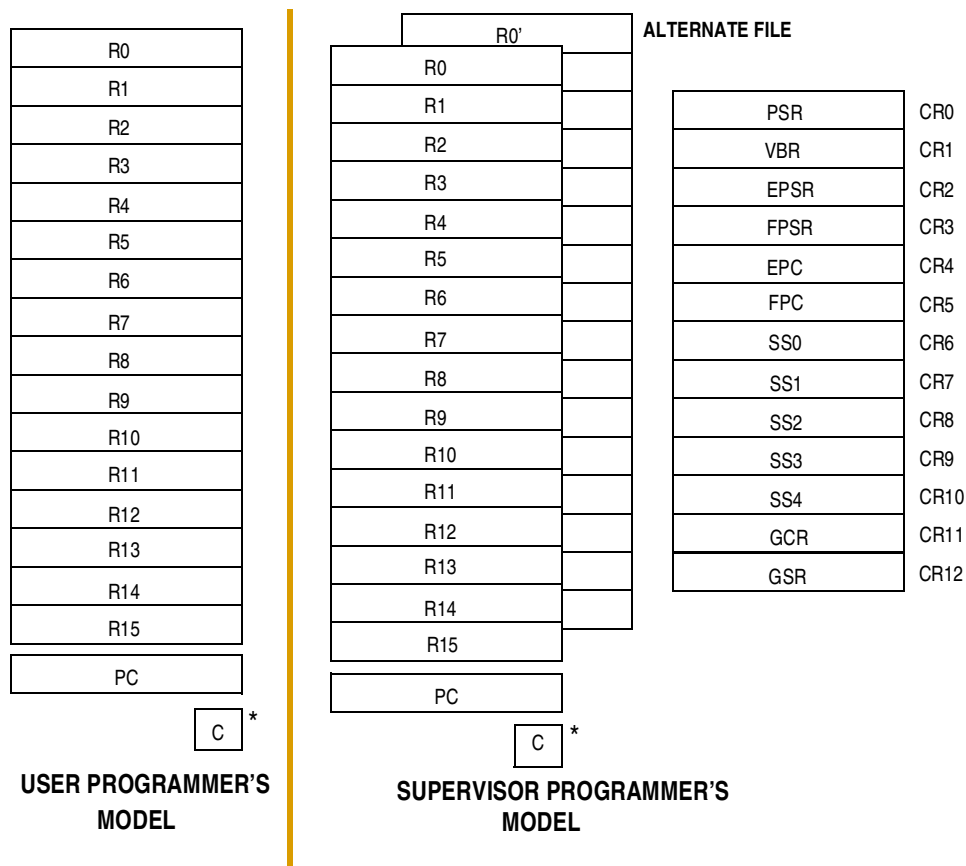 R0
R1
R2
R3
R4
R5
R6
R7
R8
R9
R10
R11
R12
R13
R14
R15
PC
C *
USER PROGRAMMER'S
MODEL
R0' ALTERNATE FILE
R0
R1
R2
R3
R4
R5
R6
R7
R8
R9
R10
R11
R12
R13
R14
R15
PC
C *
SUPERVISOR PROGRAMMER'S
MODEL
PSR CR0
VBR CR1
EPSR CR2
FPSR CR3
EPC CR4
FPC CR5
SS0 CR6
SS1 CR7
SS2 CR8
SS3 CR9
SS4 CR10
GCR CR11
GSR CR12